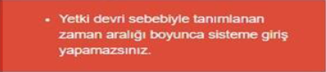 • Yetki devri sebebiyle tanımlanan
zaman aralığı boyunca sisteme giriş
yapamazsınız.